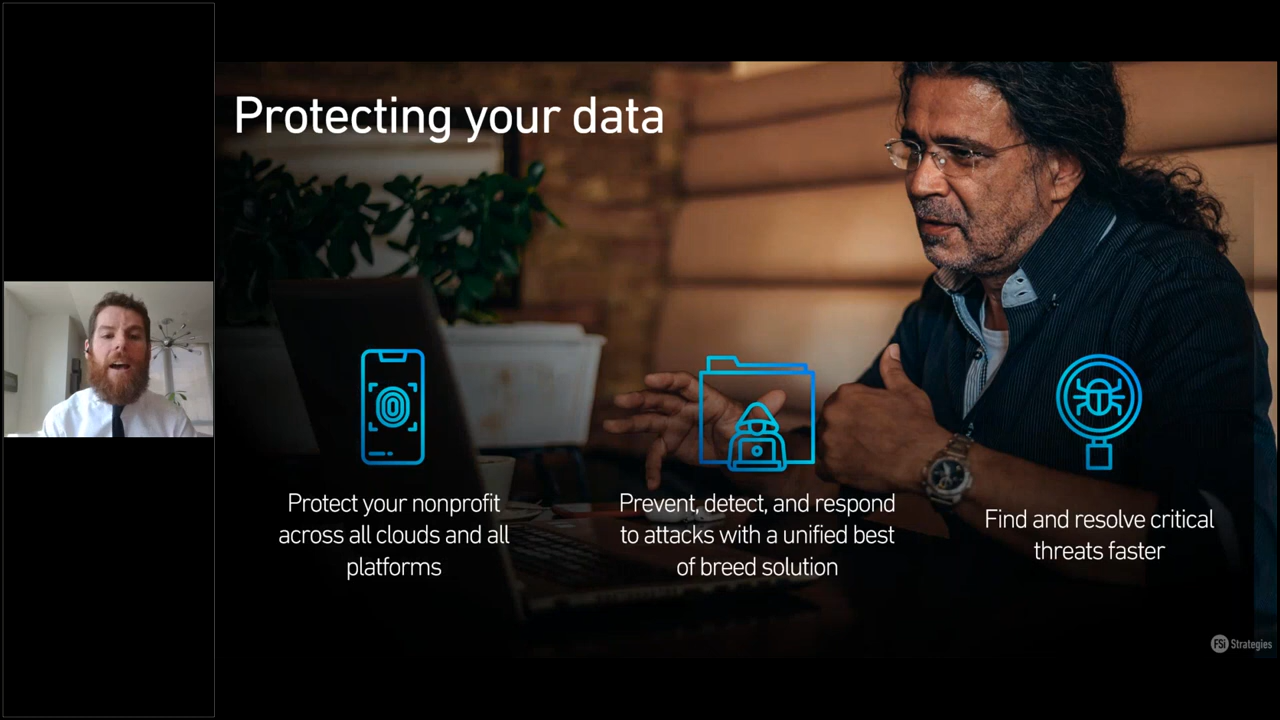 Protecting your data
Protect your nonprofit
across all clouds and all
platforms
Prevent, detect, and respond
to attacks with a unified best
of breed solution
Find and resolve critical
threats faster
FSi Strategies